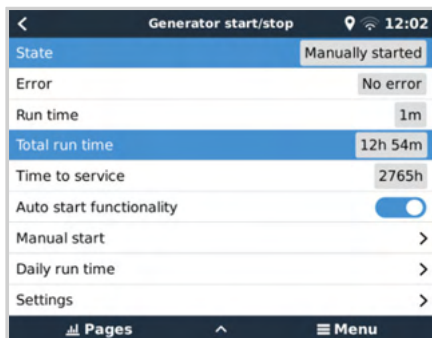 Generator start/stop 12:02
State Manually started
Error No error
Run time 1m
Total run time 12h 54m
Time to service 2765h
Auto start functionality
Manual start
Daily run time
Settings
Pages Menu